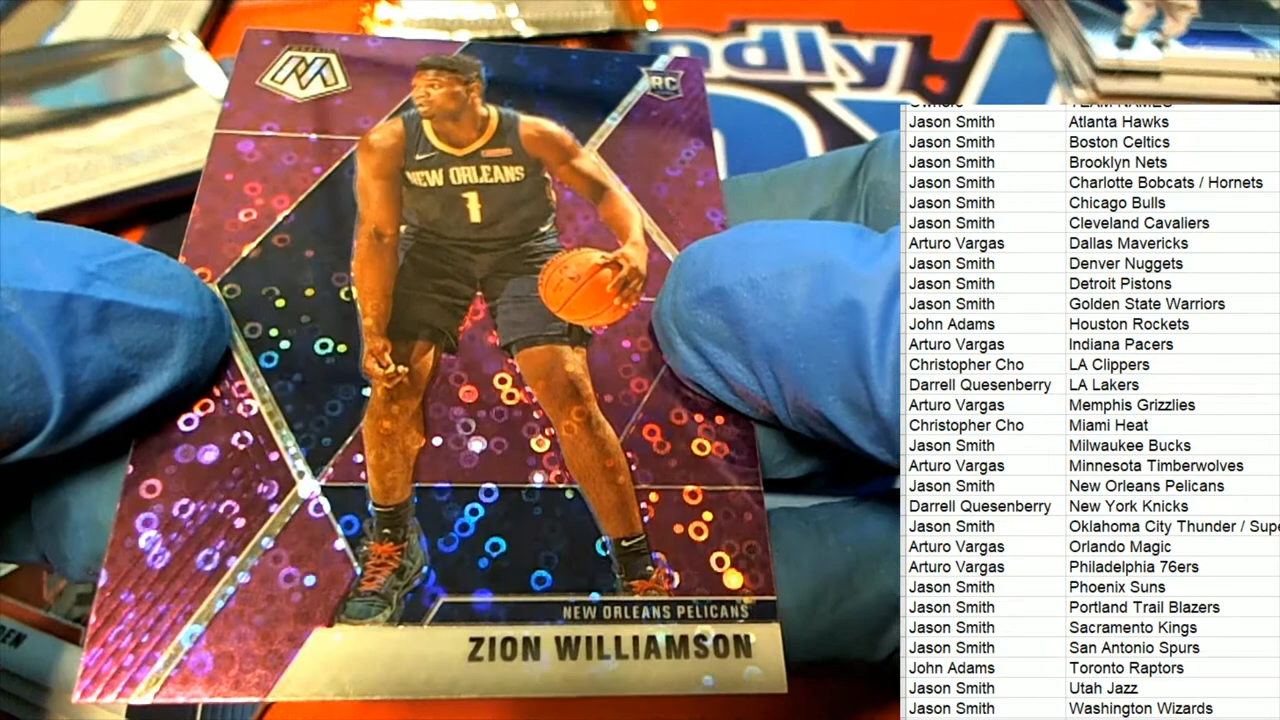 ndly
RC
NEW ORLEANS
1
NEW ORLEANS PELICANS
ZION WILLIAMSON
DEN
Owners TEAM NAMES
Jason Smith Atlanta Hawks
Jason Smith Boston Celtics
Jason Smith Brooklyn Nets
Jason Smith Charlotte Bobcats / Hornets
Jason Smith Chicago Bulls
Jason Smith Cleveland Cavaliers
Arturo Vargas Dallas Mavericks
Jason Smith Denver Nuggets
Jason Smith Detroit Pistons
Jason Smith Golden State Warriors
John Adams Houston Rockets
Arturo Vargas Indiana Pacers
Christopher Cho LA Clippers
Darrell Quesenberry LA Lakers
Arturo Vargas Memphis Grizzlies
Christopher Cho Miami Heat
Jason Smith Milwaukee Bucks
Arturo Vargas Minnesota Timberwolves
Jason Smith New Orleans Pelicans
Darrell Quesenberry New York Knicks
Jason Smith Oklahoma City Thunder / Sup
Arturo Vargas Orlando Magic
Arturo Vargas Philadelphia 76ers
Jason Smith Phoenix Suns
Jason Smith Portland Trail Blazers
Jason Smith Sacramento Kings
Jason Smith San Antonio Spurs
John Adams Toronto Raptors
Jason Smith Utah Jazz
Jason Smith Washington Wizards